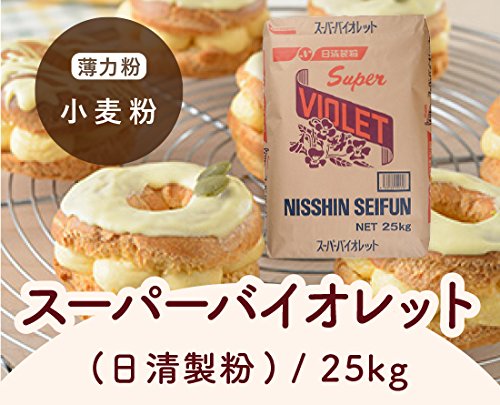 薄力粉
小麦粉
スーパーバイオレット
日清製粉
Super
VIOLET
NISSHIN SEIFUN
NET 25kg
スーパーバイオレット
スーパーバイオレット
(日清製粉) / 25kg